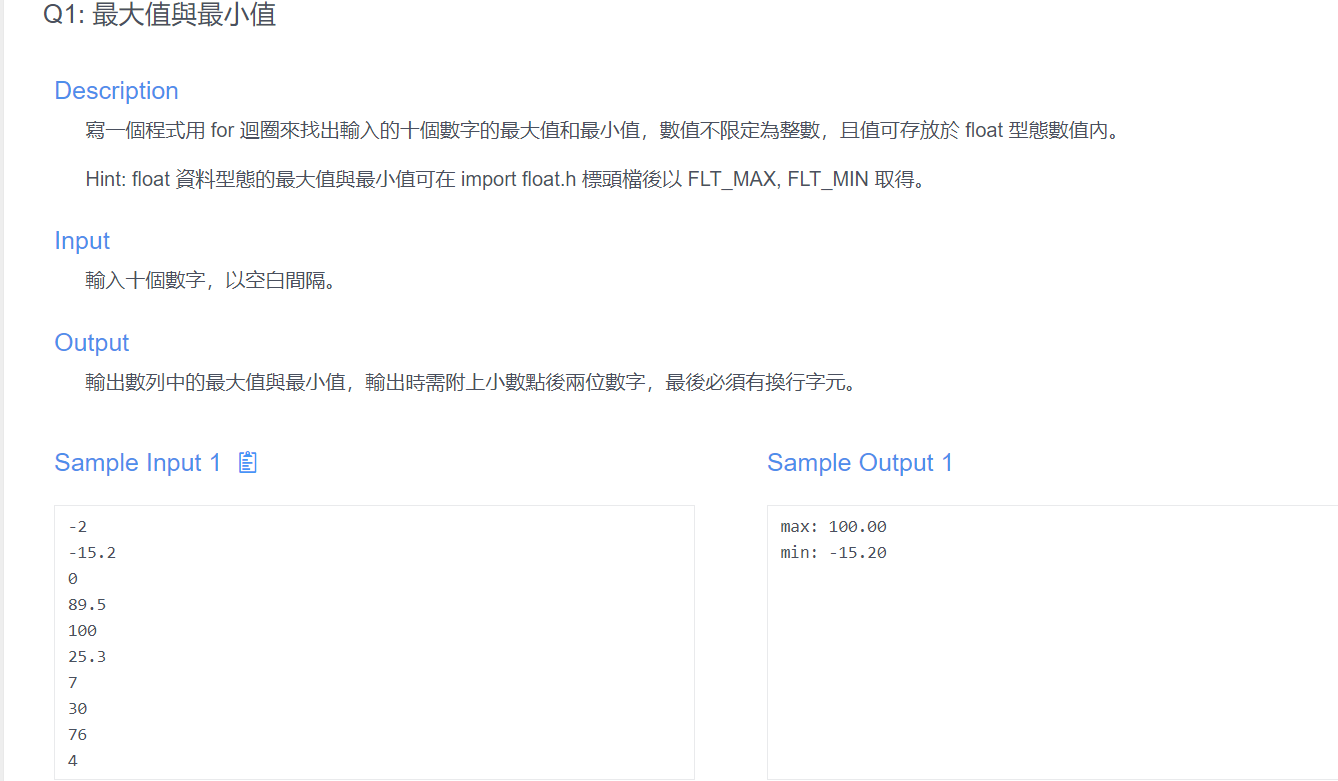 Q1: 最大值與最小值
Description
寫一個程式用 for 迴圈來找出輸入的十個數字的最大值和最小值，數值不限定為整數，且值可存放於 float 型態數值內。
Hint: float 資料型態的最大值與最小值可在 import float.h 標頭檔後以 FLT_MAX, FLT_MIN 取得。
Input
輸入十個數字，以空白間隔。
Output
輸出數列中的最大值與最小值，輸出時需附上小數點後兩位數字，最後必須有換行字元。
Sample Input 1
-2
-15.2
0
89.5
100
25.3
7
30
76
4
Sample Output 1
max: 100.00
min: -15.20